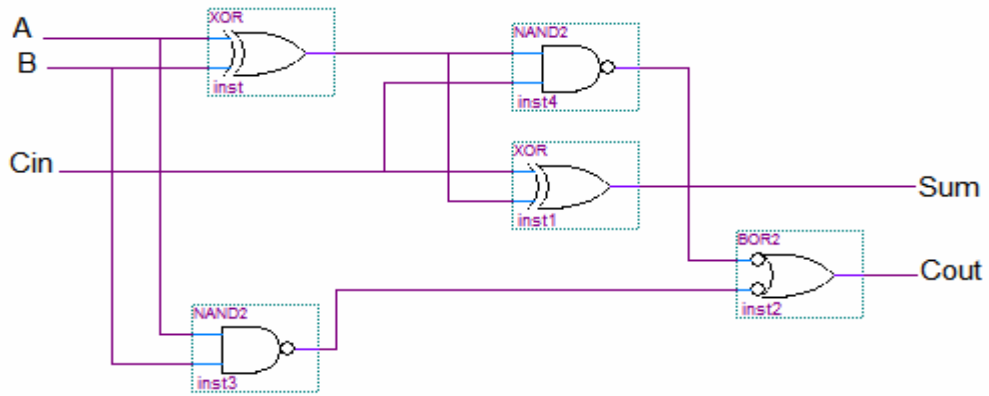 XOR
A
NAND2
B
inst
inst4
XOR
Cin
Sum
inst1
BOR2
Cout
NAND2
inst2
inst3